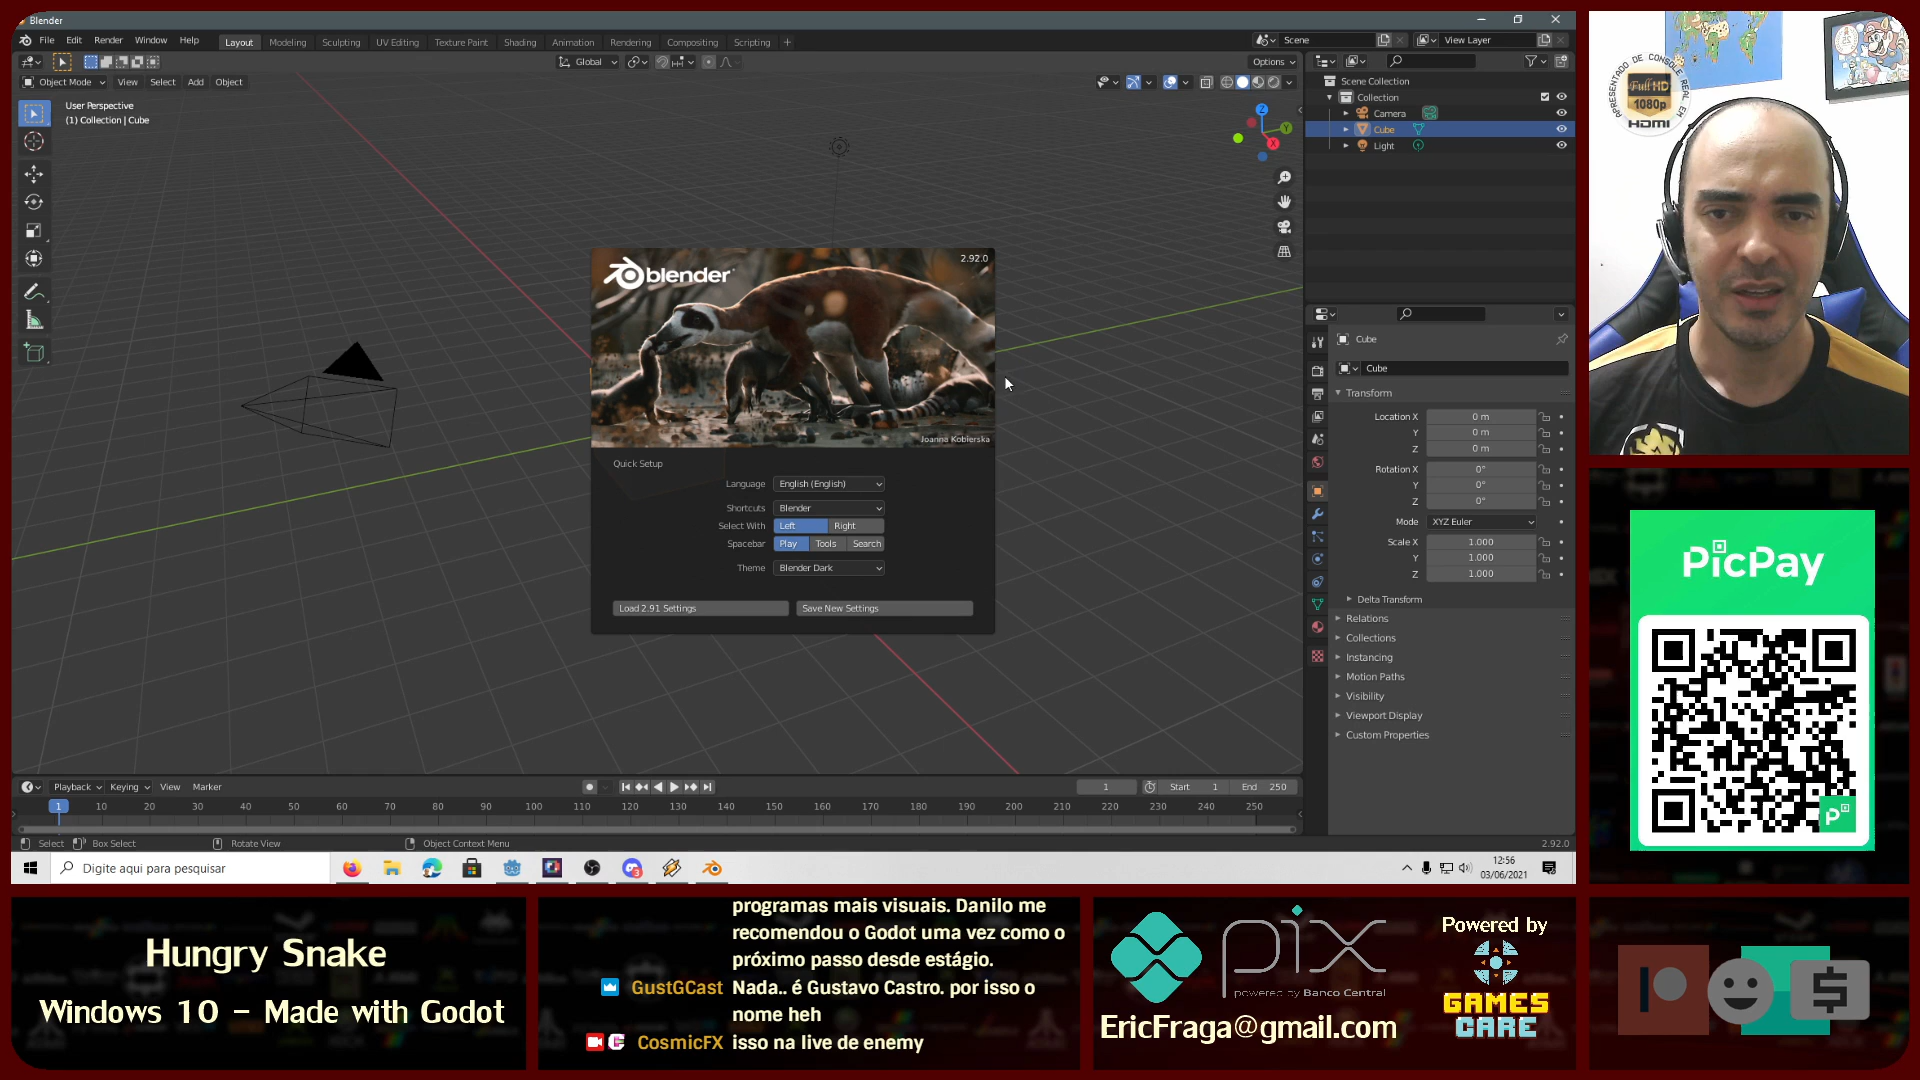 Blender
File Edit Render Window Help
Layout Modeling Sculpting UV Editing Texture Paint Shading Animation Rendering Compositing Scripting +
Scene
View Layer
Global
Options
Object Mode View Select Add Object
User Perspective
(1) Collection | Cube
Z
Y
X
Scene Collection
Collection
Camera
Cube
Light
blender
2.92.0
Joanna Kobierska
Quick Setup
Language English (English)
Shortcuts Blender
Select With Left Right
Spacebar Play Tools Search
Theme Blender Dark
Load 2.91 Settings Save New Settings
Cube
Cube
Transform
Location X 0 m
Y 0 m
Z 0 m
Rotation X 0°
Y 0°
Z 0°
Mode XYZ Euler
Scale X 1.000
Y 1.000
Z 1.000
Delta Transform
Relations
Collections
Instancing
Motion Paths
Visibility
Viewport Display
Custom Properties
Playback Keying View Marker
1 Start 1 End 250
1 10 20 30 40 50 60 70 80 90 100 110 120 130 140 150 160 170 180 190 200 210 220 230 240 250
Select Box Select Rotate View Object Context Menu 2.92.0
Digite aqui para pesquisar
12:56
03/06/2021
APRESENTADO DE CONSOLE REAL EM
Full HD
1080p
HDMI
PicPay
Hungry Snake
Windows 10 - Made with Godot
programas mais visuais. Danilo me
recomendou o Godot uma vez como o
próximo passo desde estágio.
GustGCast Nada.. é Gustavo Castro. por isso o
nome heh
CosmicFX isso na live de enemy
pix
powered by Banco Central
EricFraga@gmail.com
Powered by
GAMES
CARE